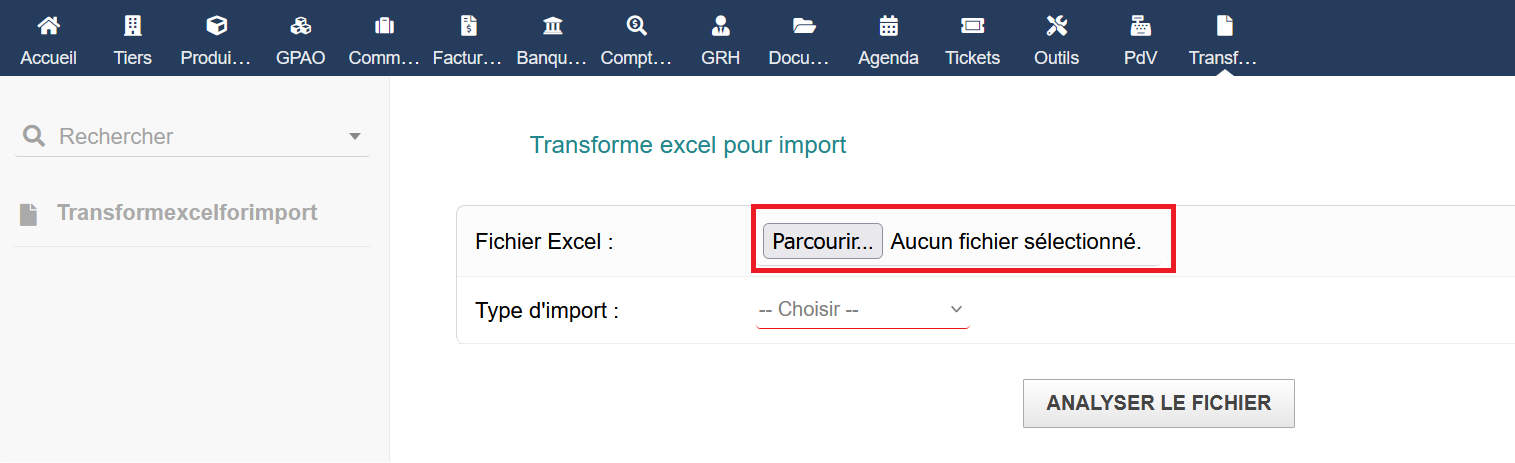 Accueil Tiers Produi... GPAO Comm... Factur... Banqu... Compt... GRH Docu... Agenda Tickets Outils PdV Transf...
Rechercher
Transformexcelforimport
Transforme excel pour import
Fichier Excel : Parcourir... Aucun fichier sélectionné.
Type d'import : -- Choisir --
ANALYSER LE FICHIER